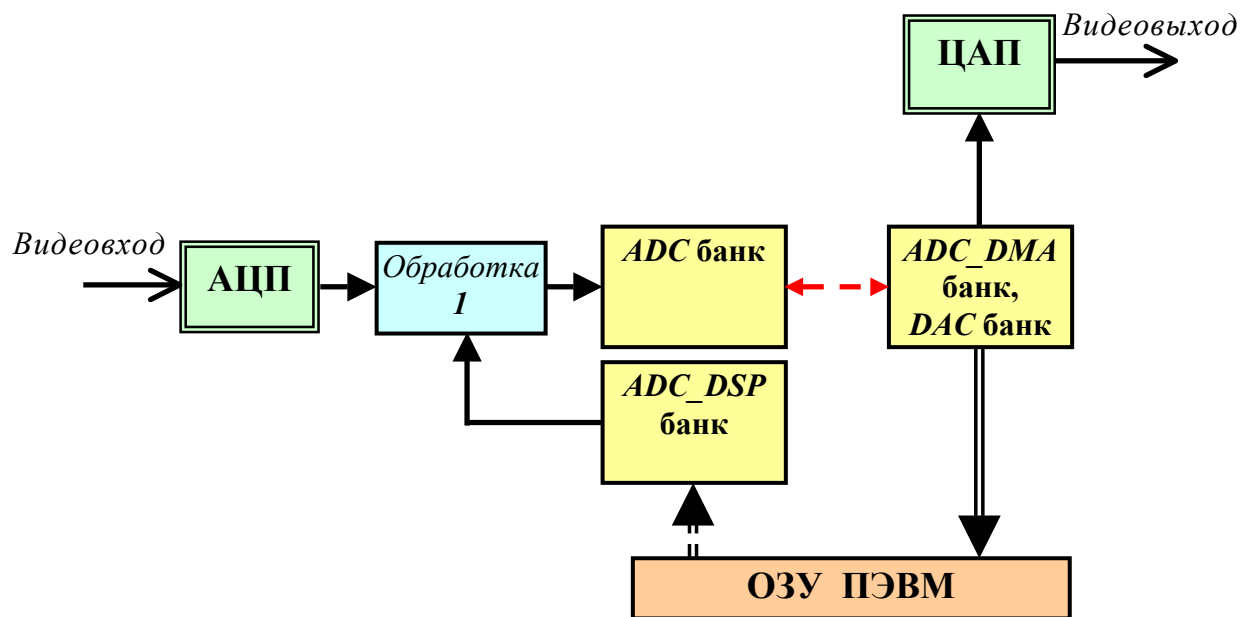 Видеовыход
ЦАП
Видеовход
АЦП
Обработка
1
ADC банк
ADC_DMA
банк,
DAC банк
ADC_DSP
банк
ОЗУ ПЭВМ